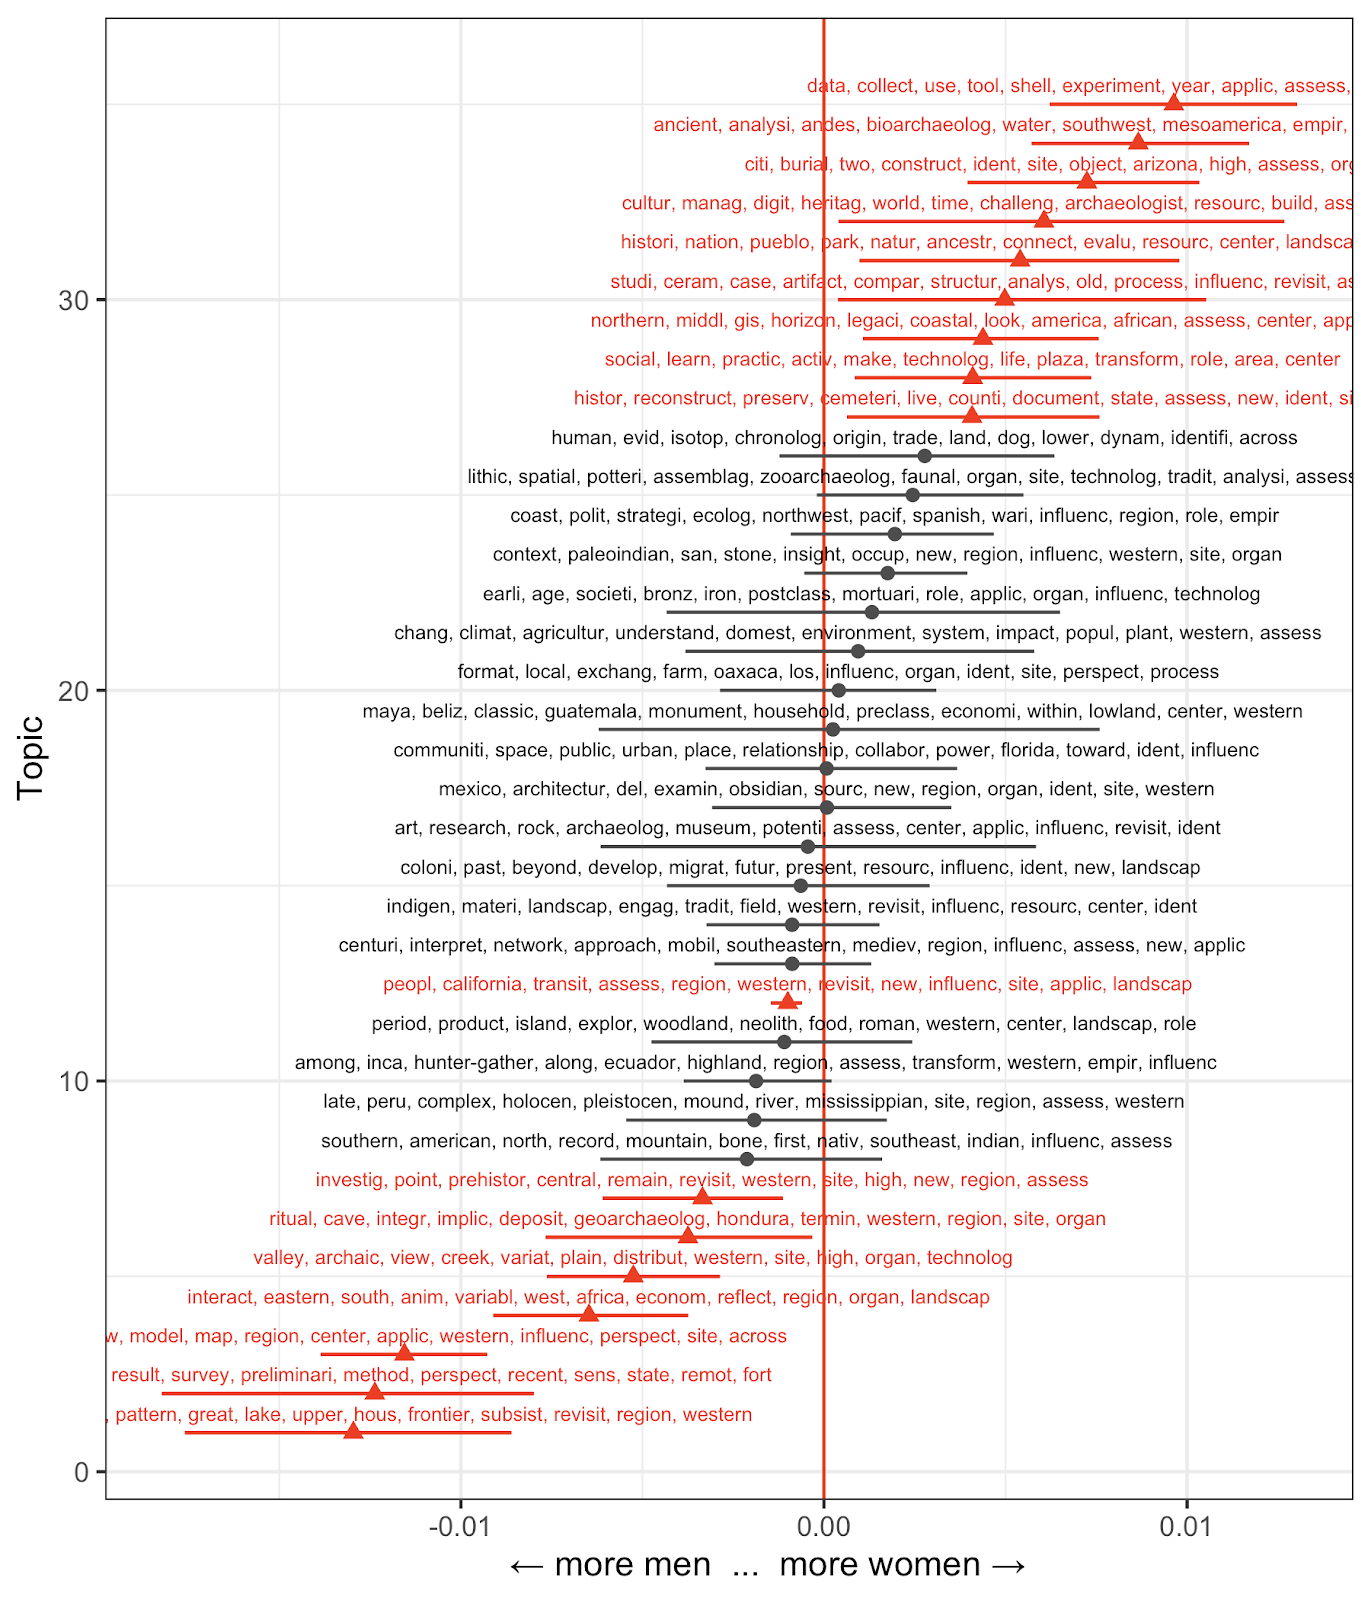 data, collect, use, tool, shell, experiment, year, applic, assess,
ancient, analysi, andes, bioarchaeolog, water, southwest, mesoamerica, empir,
citi, burial, two, construct, ident, site, object, arizona, high, assess, org
cultur, manag, digit, heritag, world, time, challeng, archaeologist, resourc, build, ass
histori, nation, pueblo, park, natur, ancestr, connect, evalu, resourc, center, landsca
studi, ceram, case, artifact, compar, structur, analys, old, process, influenc, revisit, as
30
northern, middl, gis, horizon, legaci, coastal, look, america, african, assess, center, app
social, learn, practic, activ, make, technolog, life, plaza, transform, role, area, center
histor, reconstruct, preserv, cemeteri, live, counti, document, state, assess, new, ident, si
human, evid, isotop, chronolog, origin, trade, land, dog, lower, dynam, identifi, across
lithic, spatial, potteri, assemblag, zooarchaeolog, faunal, organ, site, technolog, tradit, analysi, assess
coast, polit, strategi, ecolog, northwest, pacif, spanish, wari, influenc, region, role, empir
context, paleoindian, san, stone, insight, occup, new, region, influenc, western, site, organ
earli, age, societi, bronz, iron, postclass, mortuari, role, applic, organ, influenc, technolog
chang, climat, agricultur, understand, domest, environment, system, impact, popul, plant, western, assess
format, local, exchang, farm, oaxaca, los, influenc, organ, ident, site, perspect, process
20
maya, beliz, classic, guatemala, monument, household, preclass, economi, within, lowland, center, western
communiti, space, public, urban, place, relationship, collabor, power, florida, toward, ident, influenc
Topic
mexico, architectur, del, examin, obsidian, sourc, new, region, organ, ident, site, western
art, research, rock, archaeolog, museum, potenti, assess, center, applic, influenc, revisit, ident
coloni, past, beyond, develop, migrat, futur, present, resourc, influenc, ident, new, landscap
indigen, materi, landscap, engag, tradit, field, western, revisit, influenc, resourc, center, ident
centuri, interpret, network, approach, mobil, southeastern, mediev, region, influenc, assess, new, applic
peopl, california, transit, assess, region, western, revisit, new, influenc, site, applic, landscap
period, product, island, explor, woodland, neolith, food, roman, western, center, landscap, role
among, inca, hunter-gather, along, ecuador, highland, region, assess, transform, western, empir, influenc
10
late, peru, complex, holocen, pleistocen, mound, river, mississippian, site, region, assess, western
southern, american, north, record, mountain, bone, first, nativ, southeast, indian, influenc, assess
investig, point, prehistor, central, remain, revisit, western, site, high, new, region, assess
ritual, cave, integr, implic, deposit, geoarchaeolog, hondura, termin, western, region, site, organ
valley, archaic, view, creek, variat, plain, distribut, western, site, high, organ, technolog
interact, eastern, south, anim, variabl, west, africa, econom, reflect, region, organ, landscap
w, model, map, region, center, applic, western, influenc, perspect, site, across
result, survey, preliminari, method, perspect, recent, sens, state, remot, fort
, pattern, great, lake, upper, hous, frontier, subsist, revisit, region, western
0
-0.01 0.00 0.01
← more men ... more women →